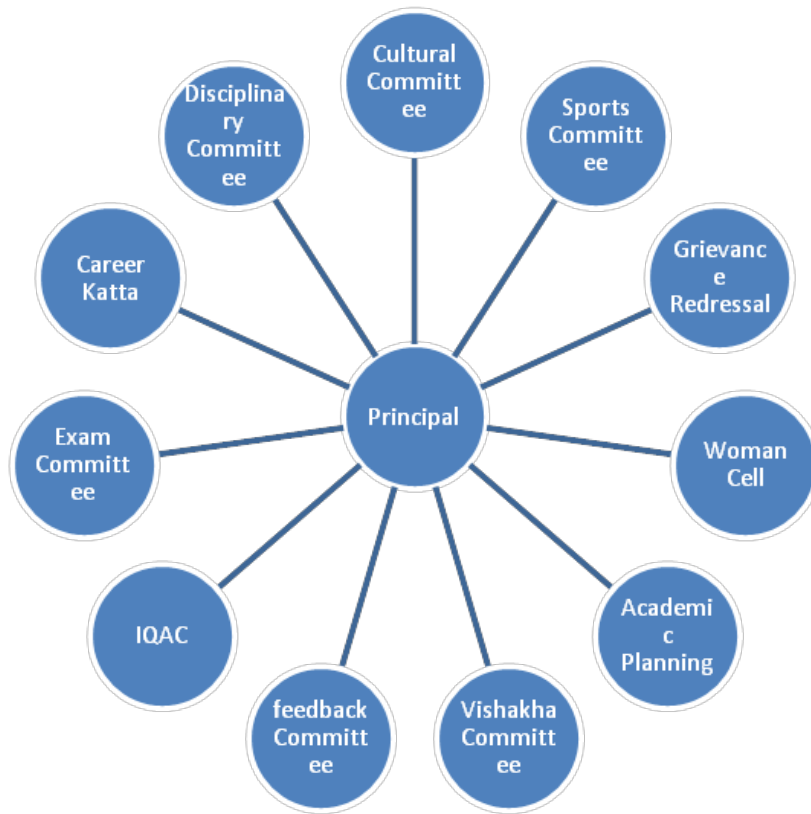 Cultural
Committ
ee
Sports
Committ
ee
Grievanc
e
Redressal
Woman
Cell
Academi
c
Planning
Vishakha
Committ
ee
feedback
Committ
ee
IQAC
Exam
Committ
ee
Career
Katta
Disciplina
ry
Committ
ee
Principal